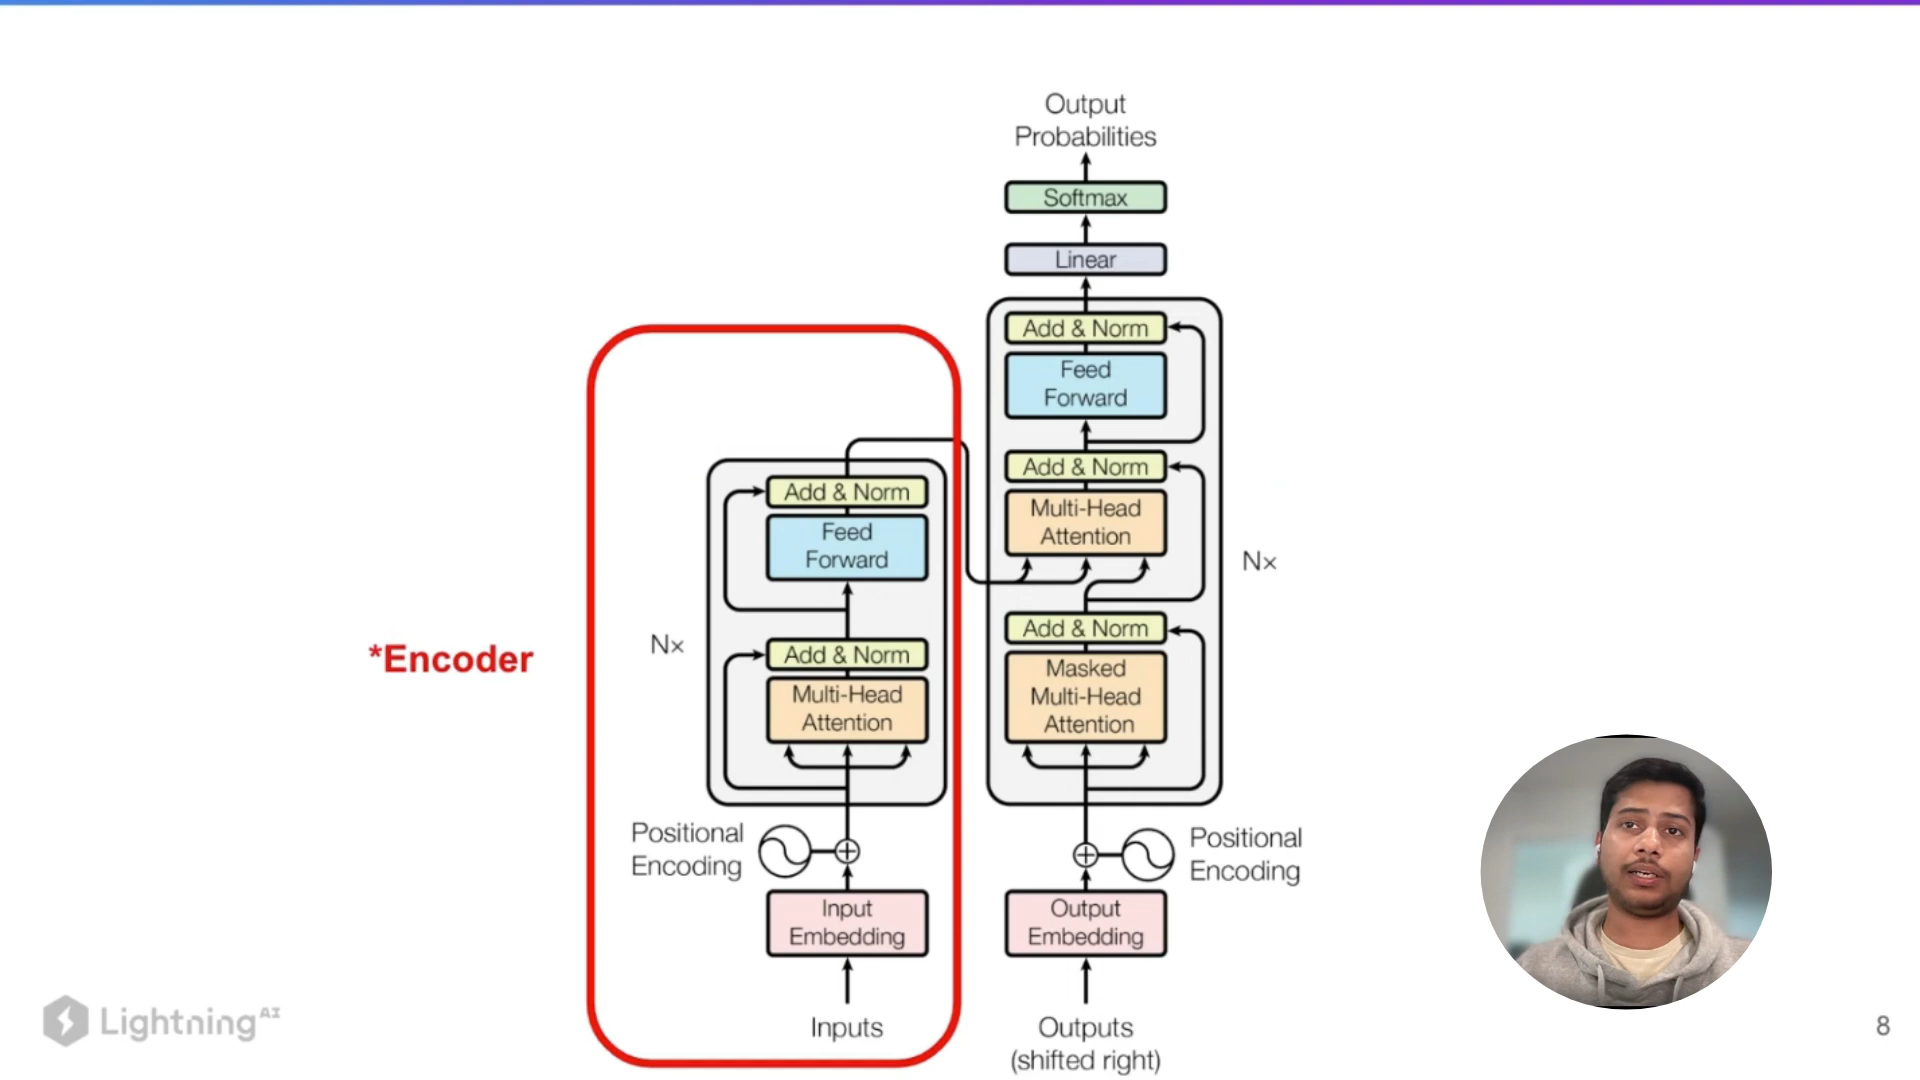 Output
Probabilities
Softmax
Linear
Add & Norm
Feed
Forward
Add & Norm
Multi-Head
Attention
Nx
Add & Norm
Masked
Multi-Head
Attention
Positional
Encoding
Output
Embedding
Outputs
(shifted right)
*Encoder
Nx
Add & Norm
Feed
Forward
Add & Norm
Multi-Head
Attention
Positional
Encoding
Input
Embedding
Inputs
Lightning AI
8